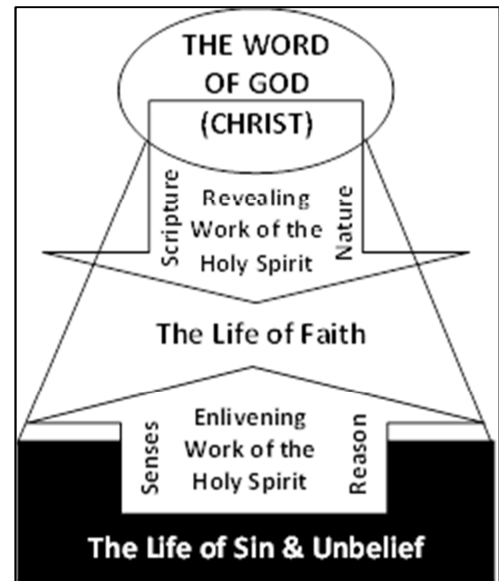 THE WORD
OF GOD
(CHRIST)
Scripture
Revealing
Work of the
Holy Spirit
Nature
The Life of Faith
Senses
Enlivening
Work of the
Holy Spirit
Reason
The Life of Sin & Unbelief